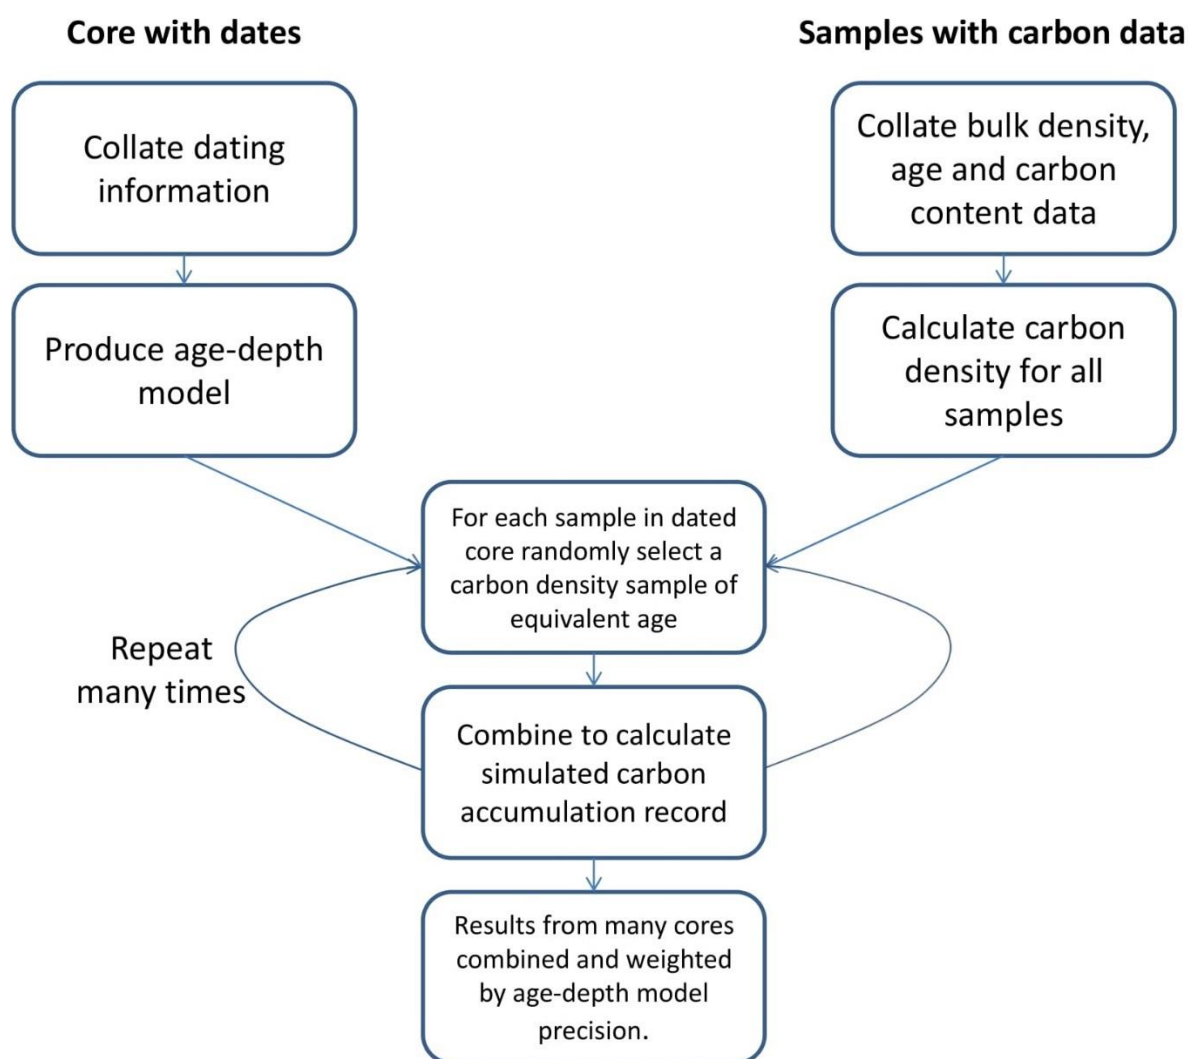 Core with dates
Samples with carbon data
Collate dating
information
Collate bulk density,
age and carbon
content data
Produce age-depth
model
Calculate carbon
density for all
samples
For each sample in dated
core randomly select a
carbon density sample of
equivalent age
Repeat
many times
Combine to calculate
simulated carbon
accumulation record
Results from many cores
combined and weighted
by age-depth model
precision.